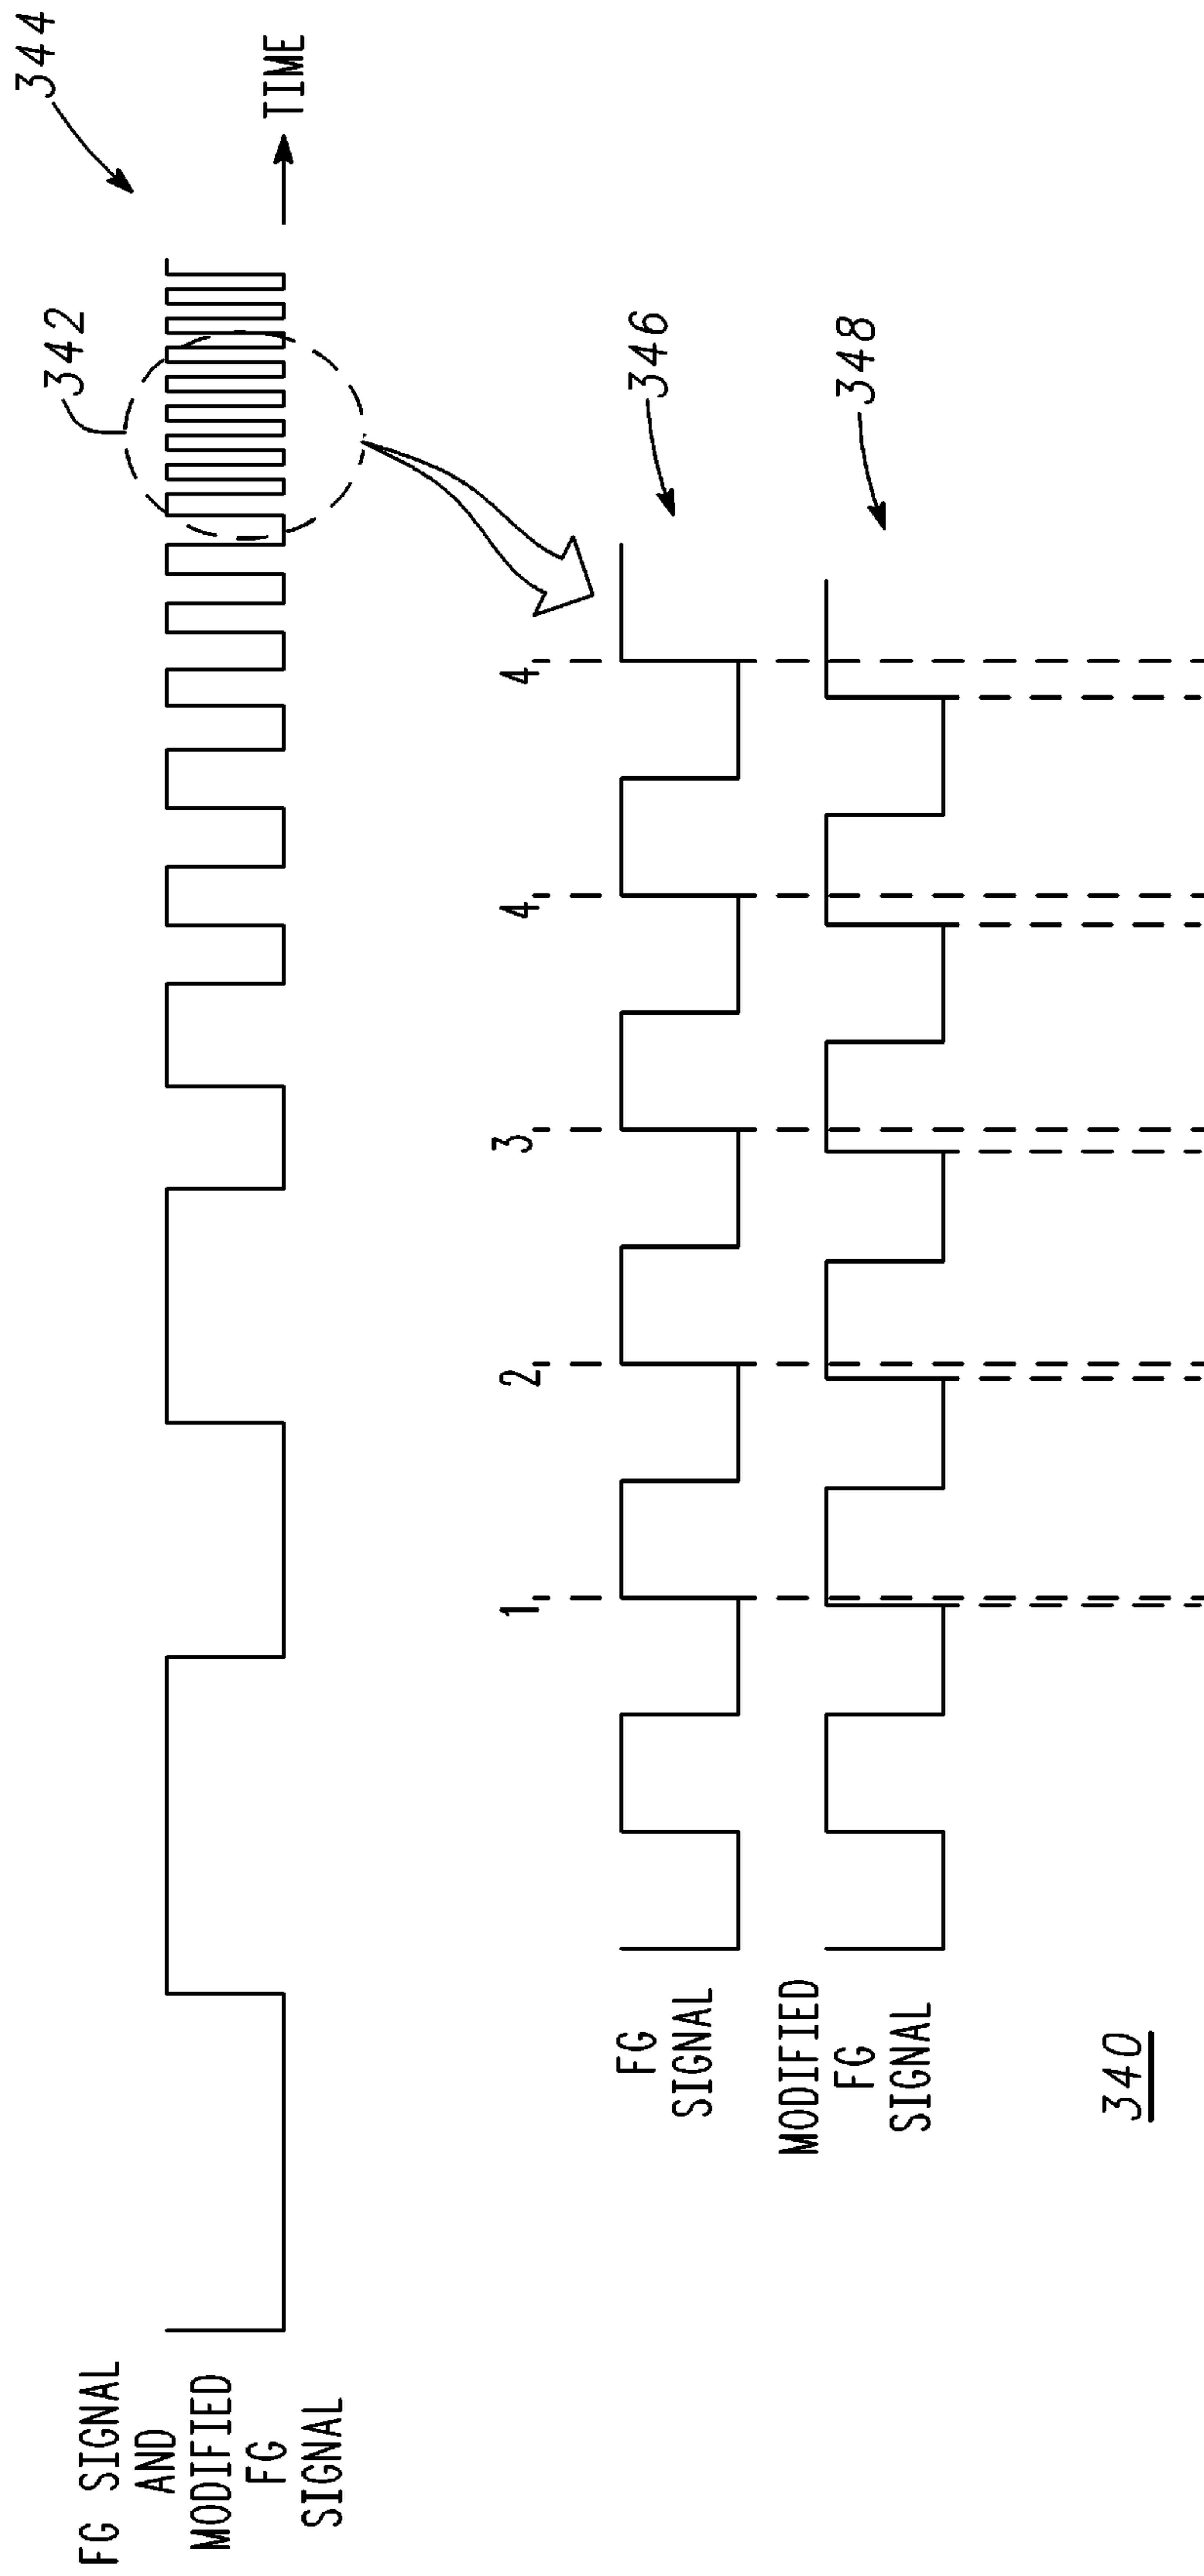 FG SIGNAL
AND
MODIFIED
FG
SIGNAL
342
344
TIME
1
2
3
4
4
FG
SIGNAL
346
MODIFIED
FG
SIGNAL
348
340